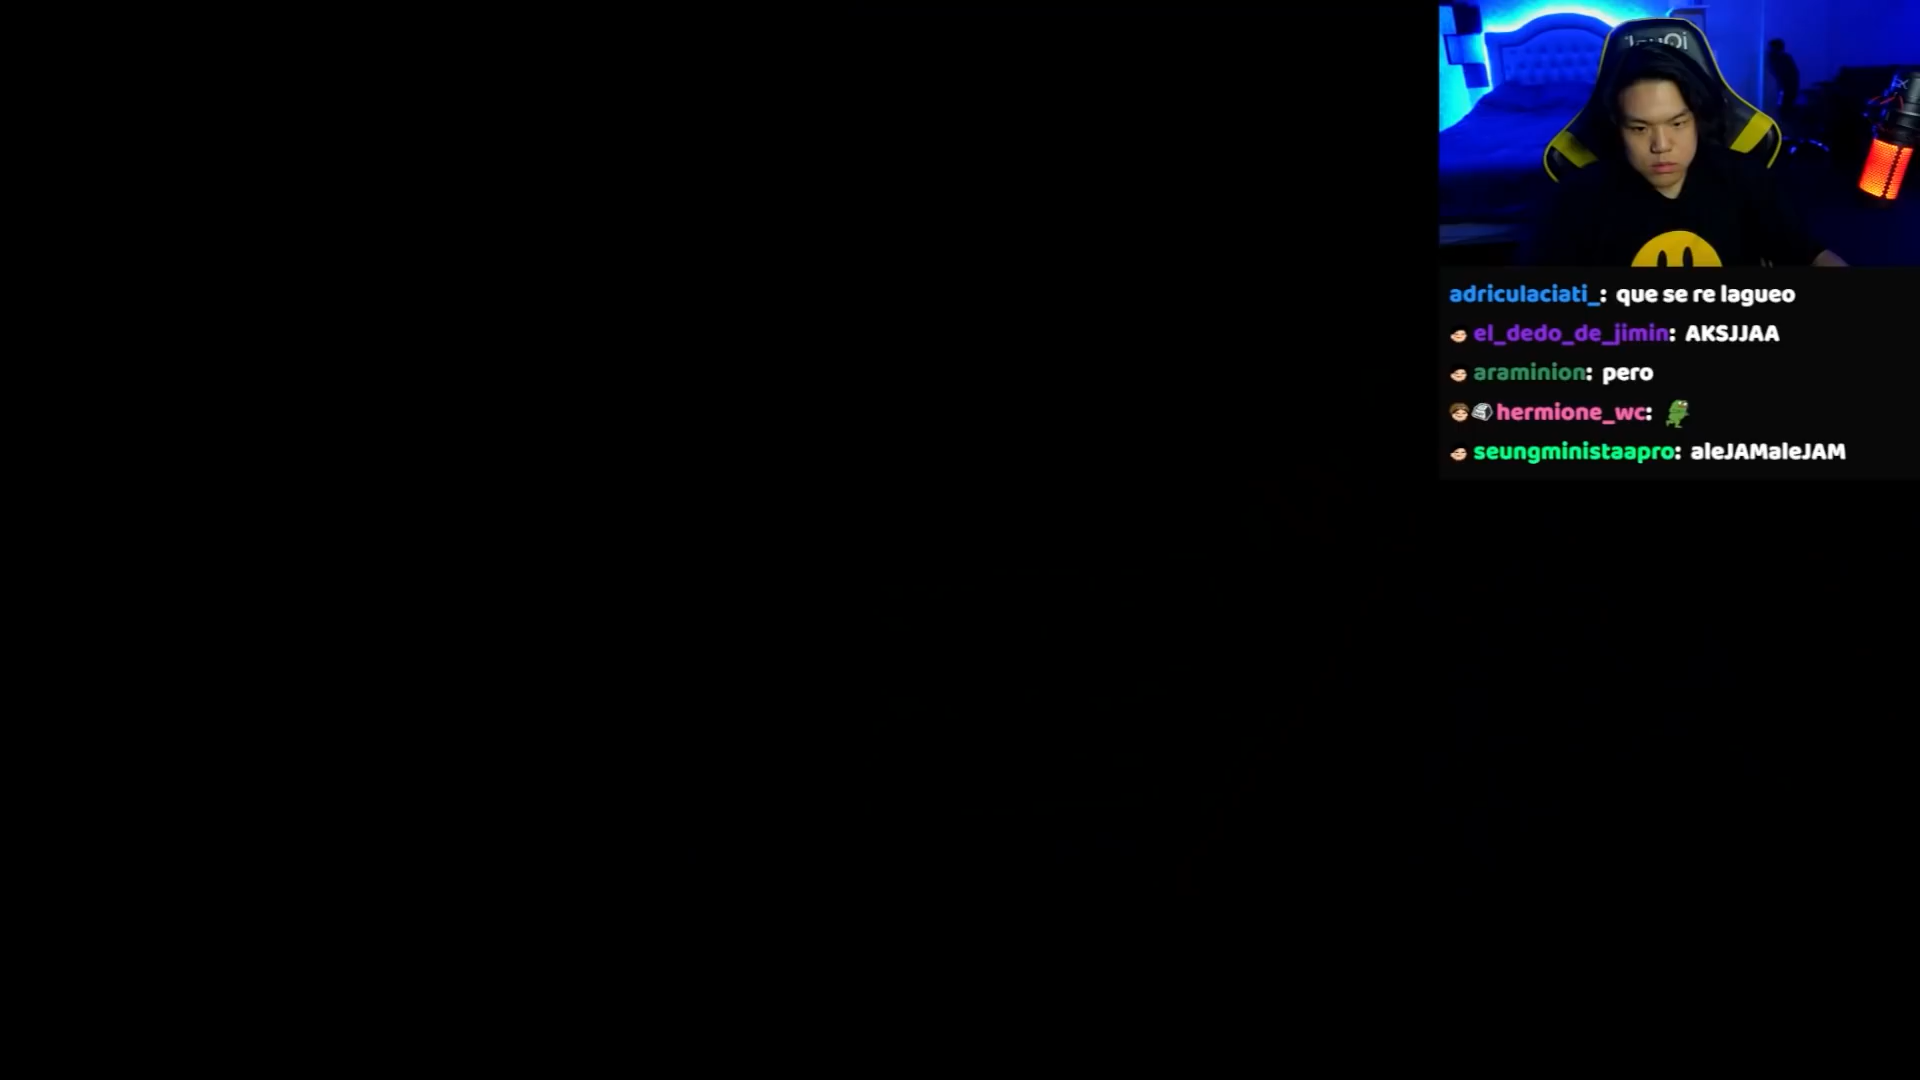 adriculaciati_: que se re lagueo
el_dedo_de_jimin: AKSJJAA
araminion: pero
hermione_wc:
seungministaapro: aleJAMaleJAM